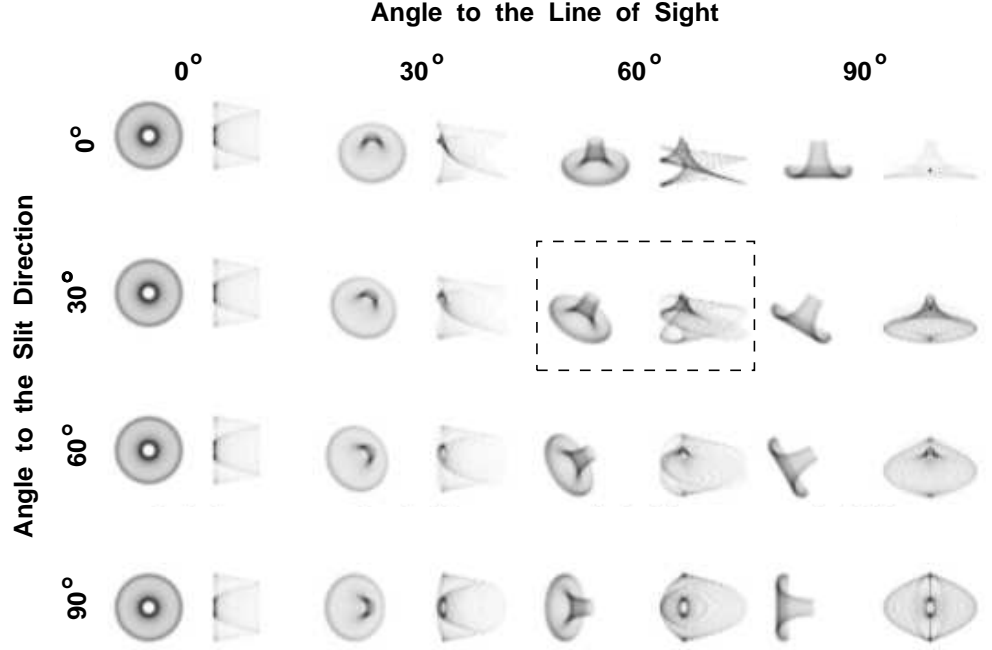 Angle to the Line of Sight
0° 30° 60° 90°
Angle to the Slit Direction
0°
30°
60°
90°